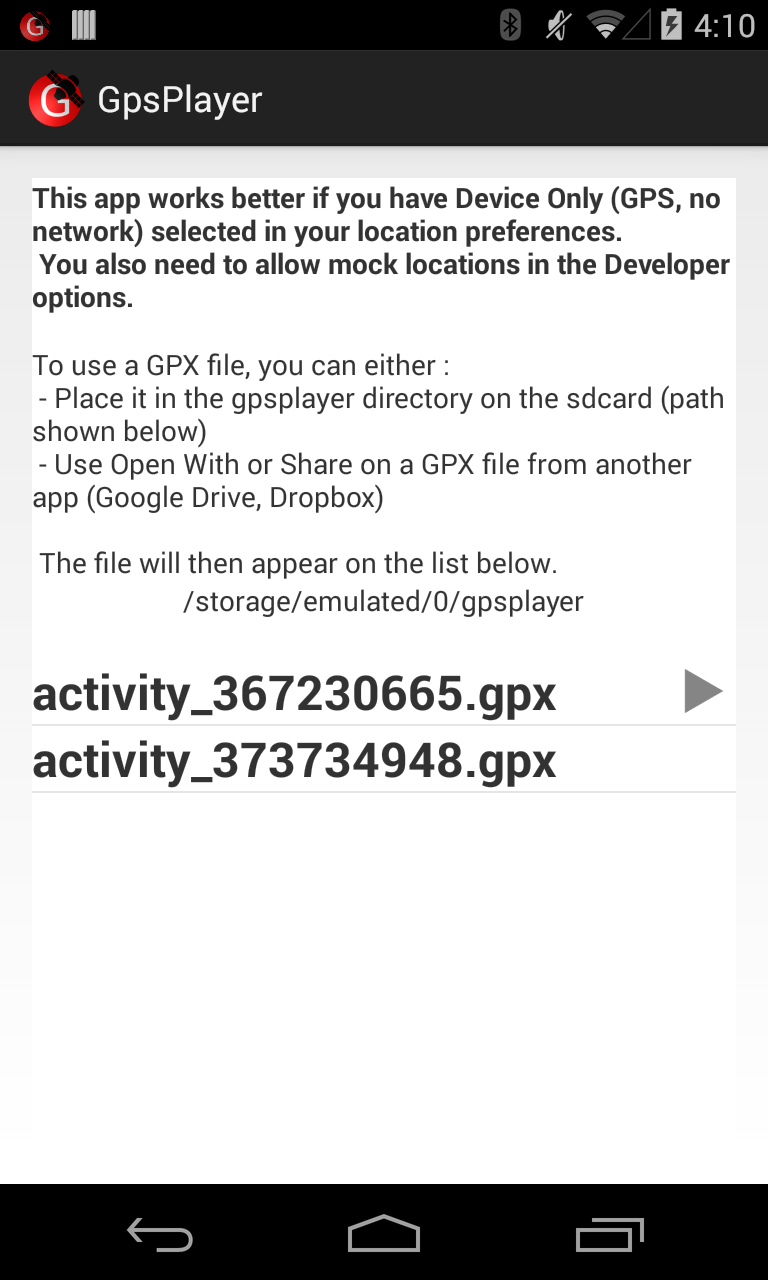 4:10
GpsPlayer
This app works better if you have Device Only (GPS, no
network) selected in your location preferences.
You also need to allow mock locations in the Developer
options.
To use a GPX file, you can either :
- Place it in the gpsplayer directory on the sdcard (path
shown below)
- Use Open With or Share on a GPX file from another
app (Google Drive, Dropbox)
The file will then appear on the list below.
/storage/emulated/0/gpsplayer
activity_367230665.gpx
activity_373734948.gpx